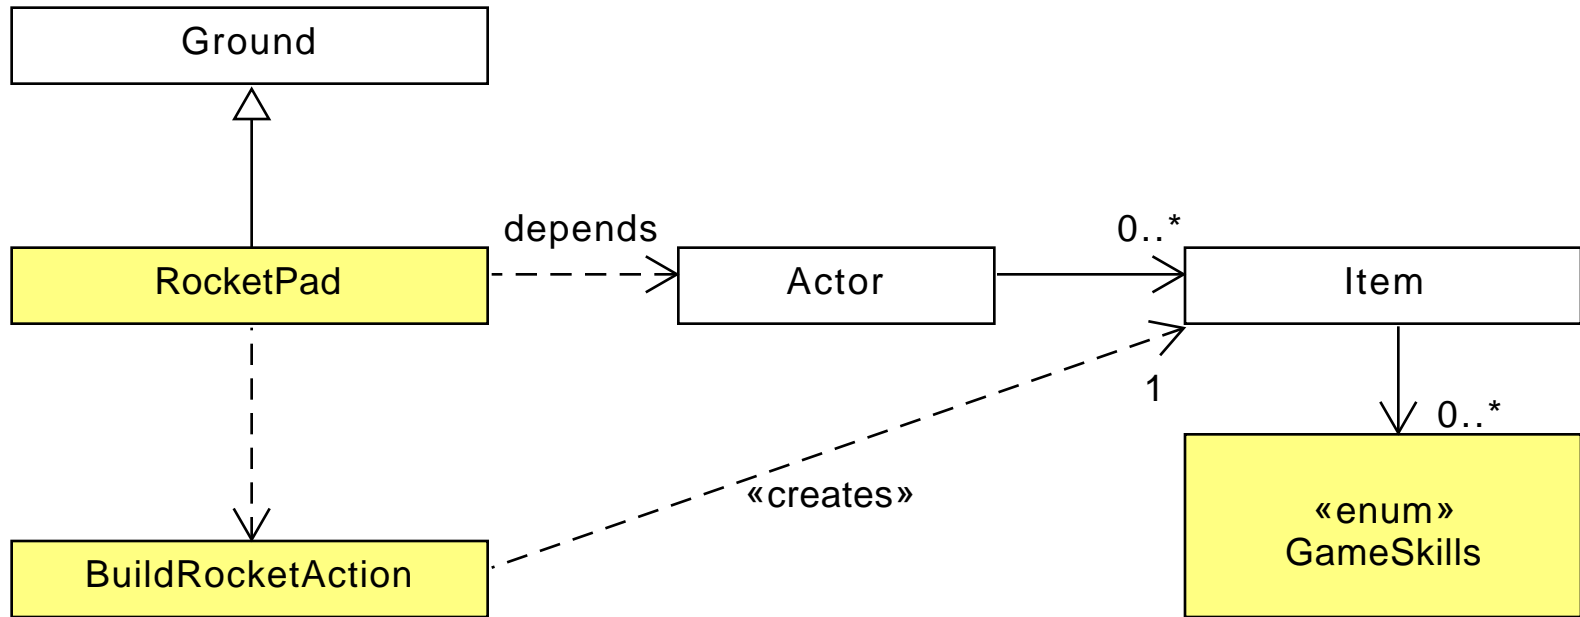 Ground
depends
0..*
RocketPad
Actor
Item
1
0..*
«creates»
«enum»
GameSkills
BuildRocketAction